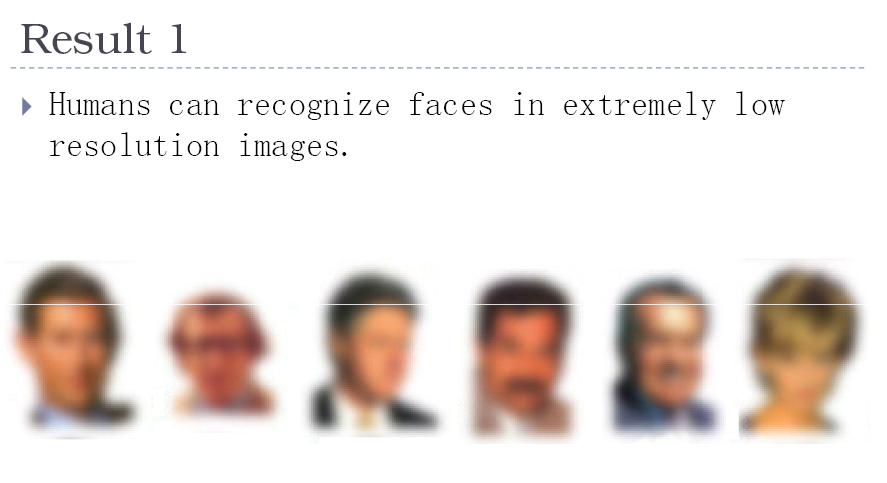 Result 1
Humans can recognize faces in extremely low
resolution images.